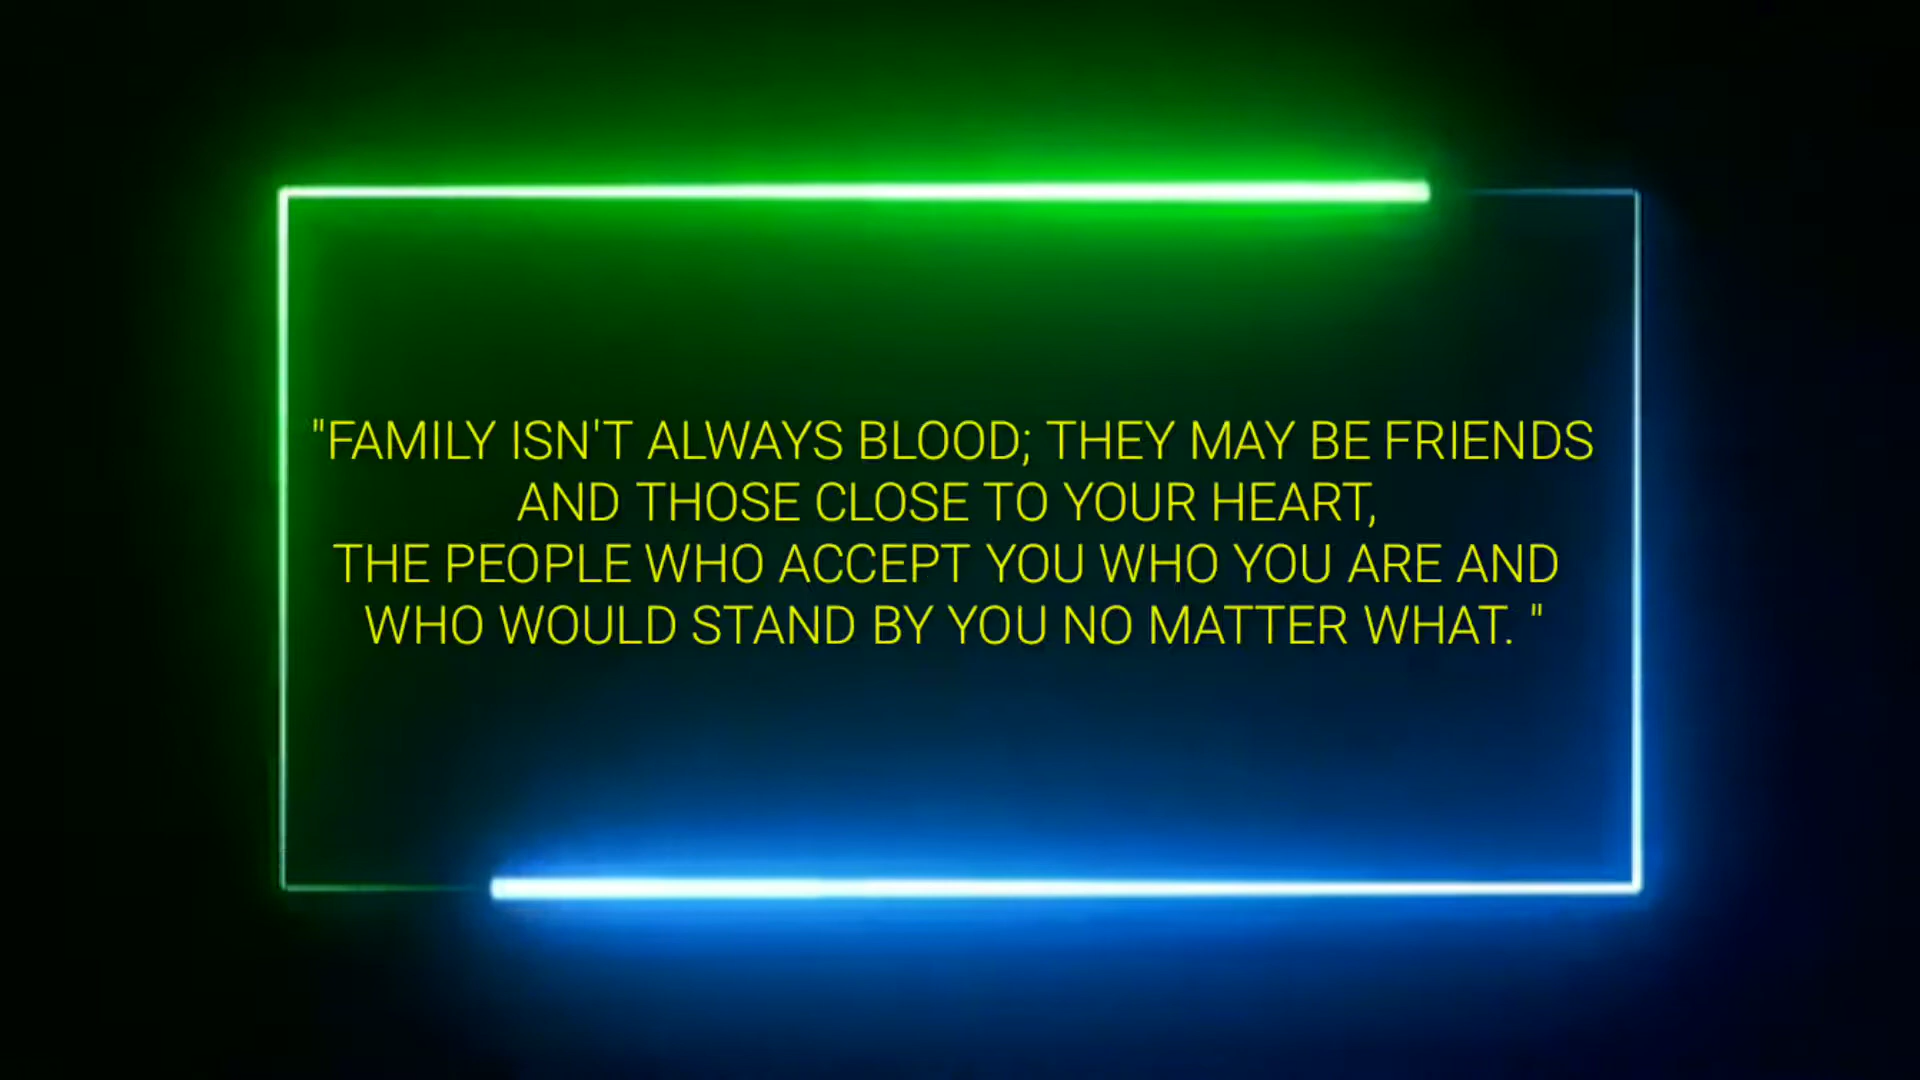 "FAMILY ISN'T ALWAYS BLOOD; THEY MAY BE FRIENDS
AND THOSE CLOSE TO YOUR HEART,
THE PEOPLE WHO ACCEPT YOU WHO YOU ARE AND
WHO WOULD STAND BY YOU NO MATTER WHAT. "